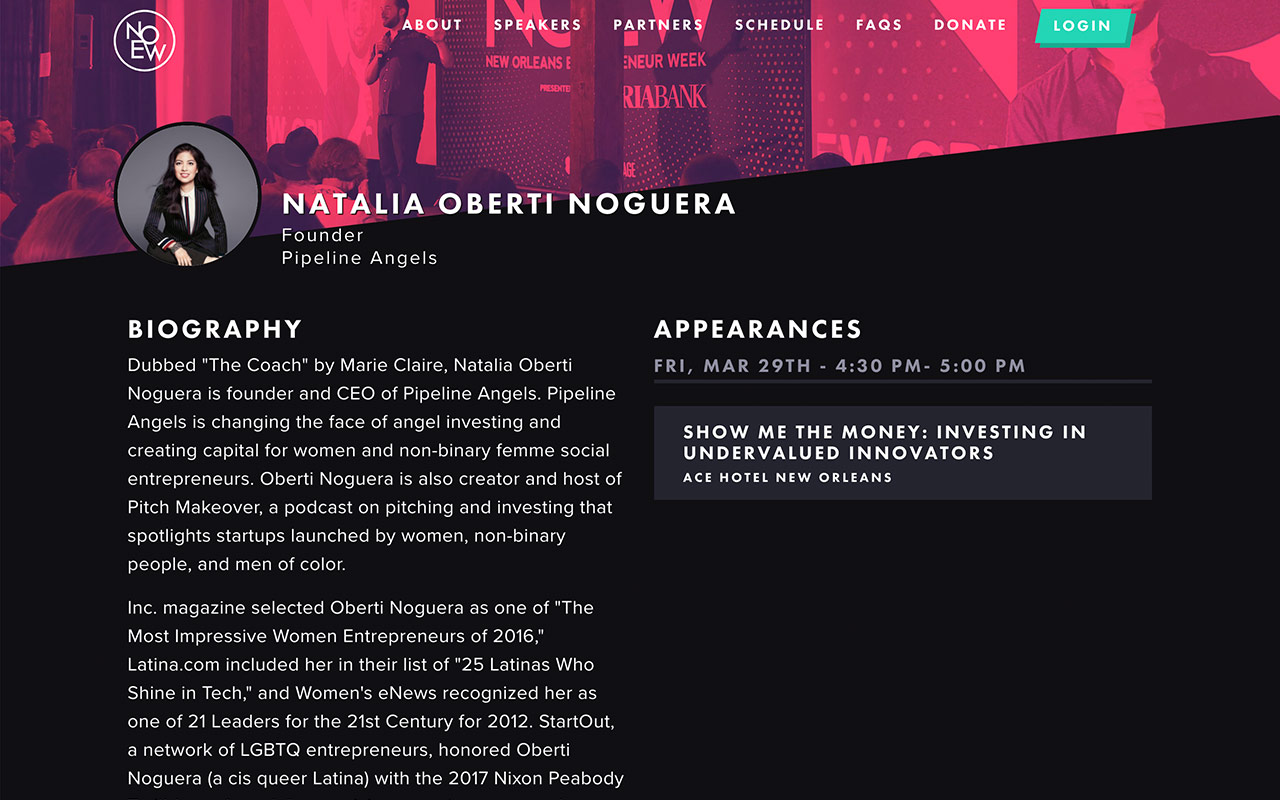 NO
EW
ABOUT SPEAKERS PARTNERS SCHEDULE FAQS DONATE LOGIN
NEW ORLEANS
NEUR WEEK
RIABANK
NATALIA OBERTI NOGUERA
Founder
Pipeline Angels
BIOGRAPHY
Dubbed "The Coach" by Marie Claire, Natalia Oberti
Noguera is founder and CEO of Pipeline Angels. Pipeline
Angels is changing the face of angel investing and
creating capital for women and non-binary femme social
entrepreneurs. Oberti Noguera is also creator and host of
Pitch Makeover, a podcast on pitching and investing that
spotlights startups launched by women, non-binary
people, and men of color.
Inc. magazine selected Oberti Noguera as one of "The
Most Impressive Women Entrepreneurs of 2016,"
Latina.com included her in their list of "25 Latinas Who
Shine in Tech," and Women's eNews recognized her as
one of 21 Leaders for the 21st Century for 2012. StartOut,
a network of LGBTQ entrepreneurs, honored Oberti
Noguera (a cis queer Latina) with the 2017 Nixon Peabody
APPEARANCES
FRI, MAR 29TH - 4:30 PM- 5:00 PM
SHOW ME THE MONEY: INVESTING IN
UNDERVALUED INNOVATORS
ACE HOTEL NEW ORLEANS